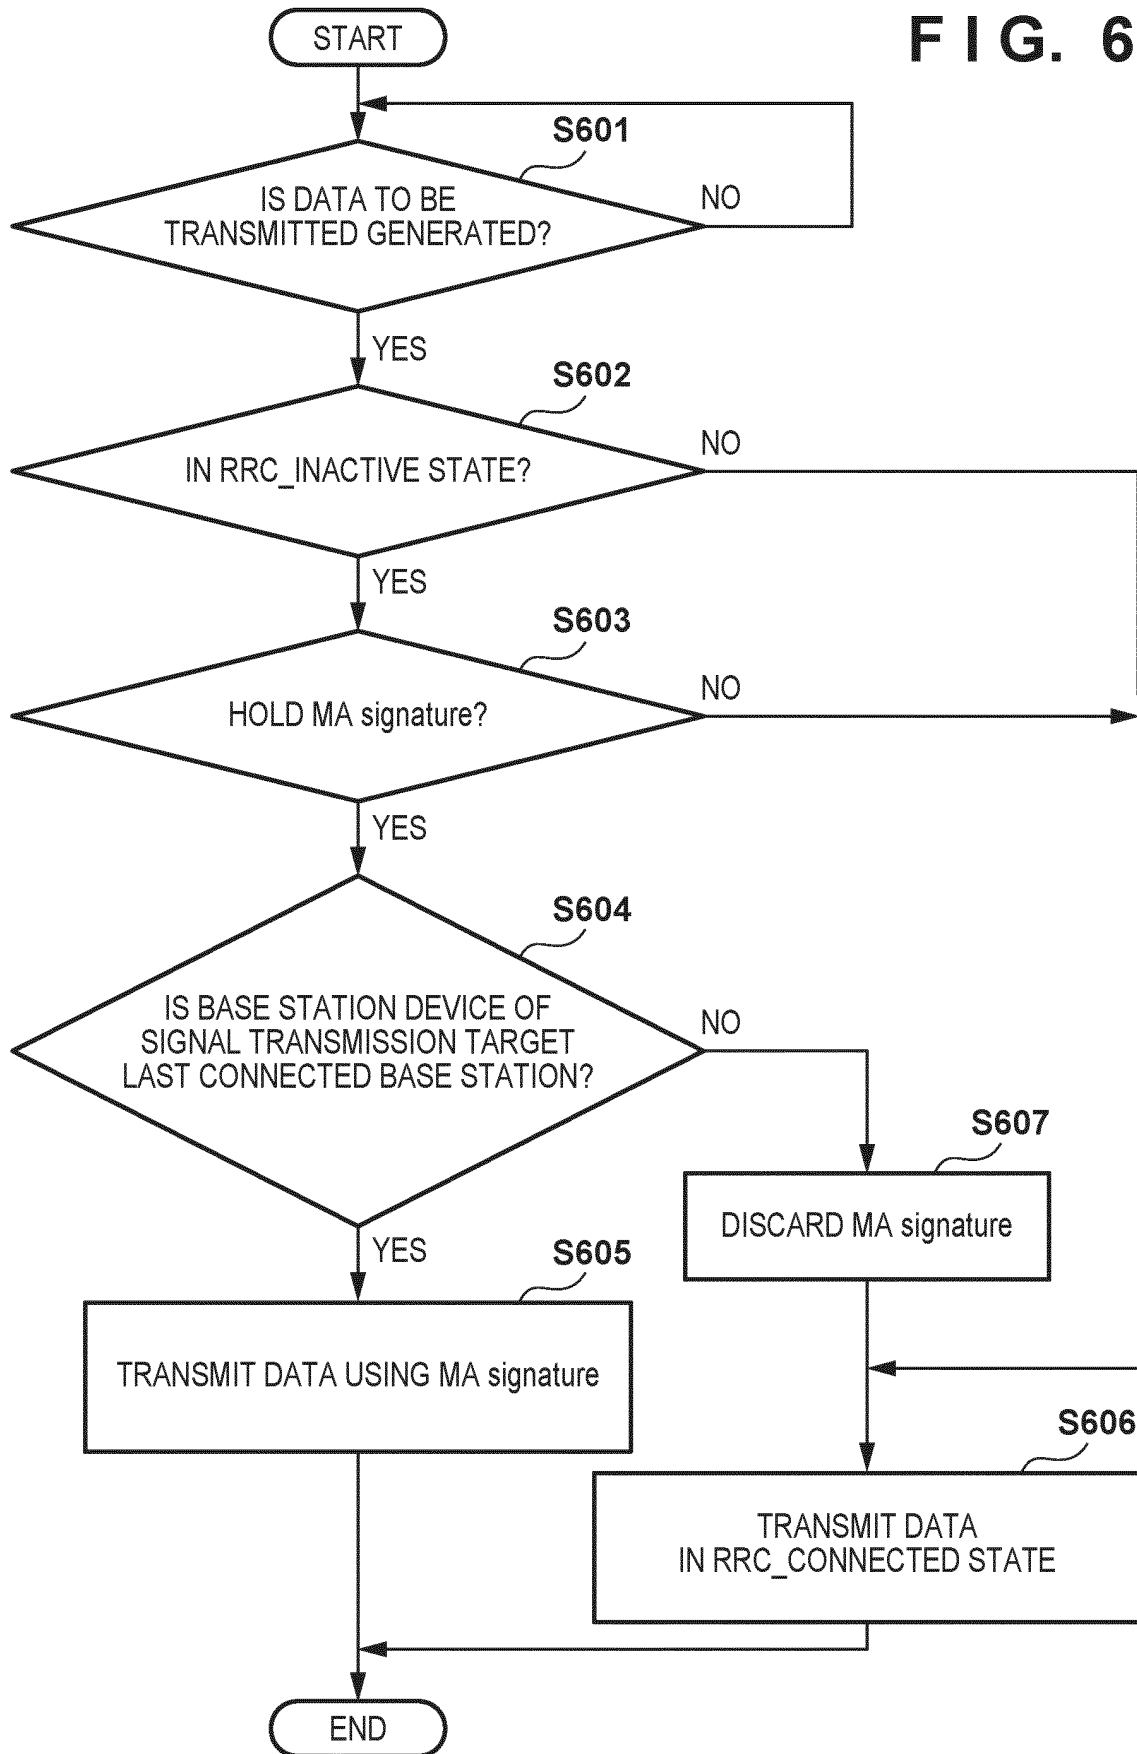 START
FIG. 6
S601
IS DATA TO BE
TRANSMITTED GENERATED?
NO
YES
S602
IN RRC_INACTIVE STATE?
NO
YES
S603
HOLD MA signature?
NO
YES
S604
IS BASE STATION DEVICE OF
SIGNAL TRANSMISSION TARGET
LAST CONNECTED BASE STATION?
NO
YES
S607
DISCARD MA signature
S605
TRANSMIT DATA USING MA signature
S606
TRANSMIT DATA
IN RRC_CONNECTED STATE
END